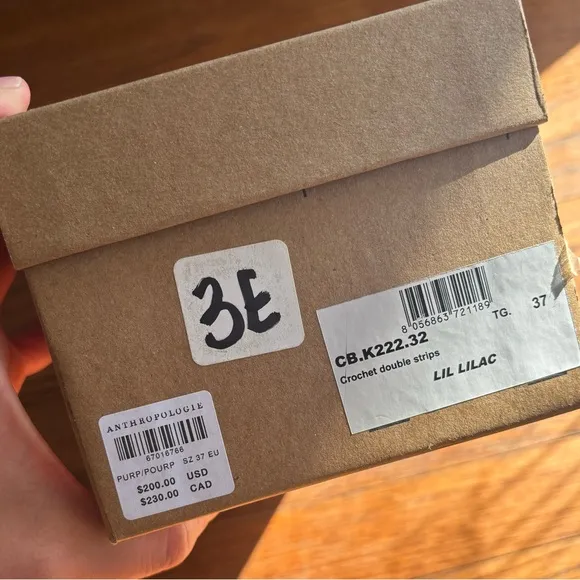 3E
8 056863 721189
TG. 37
CB.K222.32
Crochet double strips
LIL LILAC
ANTHROPOLOGIE
67016766
PURP/POURP SZ 37 EU
$200.00 USD
$230.00 CAD